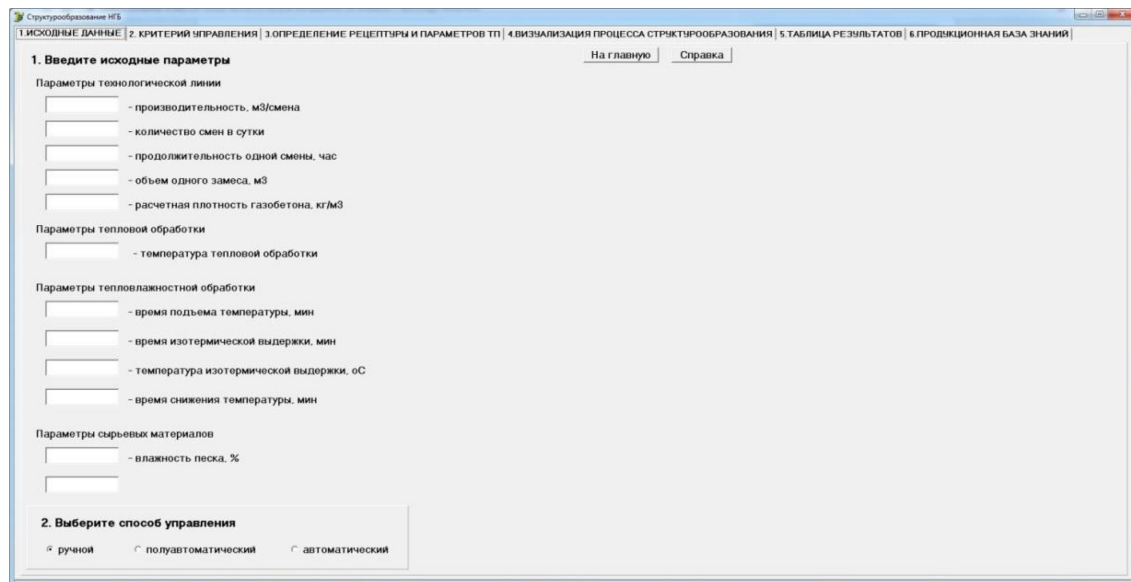 Структурообразование НГБ
1.ИСХОДНЫЕ ДАННЫЕ 2. КРИТЕРИЙ УПРАВЛЕНИЯ 3.ОПРЕДЕЛЕНИЕ РЕЦЕПТУРЫ И ПАРАМЕТРОВ ТП 4.ВИЗУАЛИЗАЦИЯ ПРОЦЕССА СТРУКТУРООБРАЗОВАНИЯ 5.ТАБЛИЦА РЕЗУЛЬТАТОВ 6.ПРОДУКЦИОННАЯ БАЗА ЗНАНИЙ
1. Введите исходные параметры На главную Справка
Параметры технологической линии
- производительность, м3/смена
- количество смен в сутки
- продолжительность одной смены, час
- объем одного замеса, м3
- расчетная плотность газобетона, кг/м3
Параметры тепловой обработки
- температура тепловой обработки
Параметры тепловлажностной обработки
- время подъема температуры, мин
- время изотермической выдержки, мин
- температура изотермической выдержки, оС
- время снижения температуры, мин
Параметры сырьевых материалов
- влажность песка, %
2. Выберите способ управления
ручной полуавтоматический автоматический